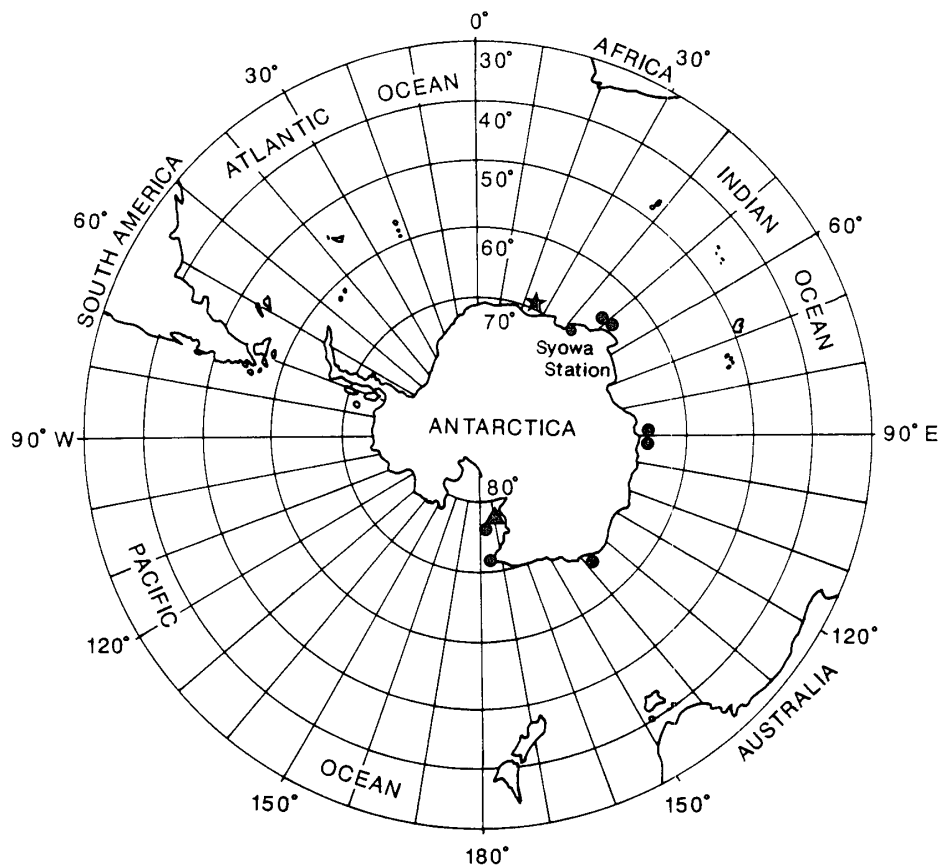 0°
30°
AFRICA
30°
30°
OCEAN
ATLANTIC
40°
50°
INDIAN
SOUTH AMERICA
60°
60°
60°
OCEAN
70°
Syowa
Station
90° W
ANTARCTICA
90° E
80°
PACIFIC
120°
120°
AUSTRALIA
OCEAN
150°
150°
180°